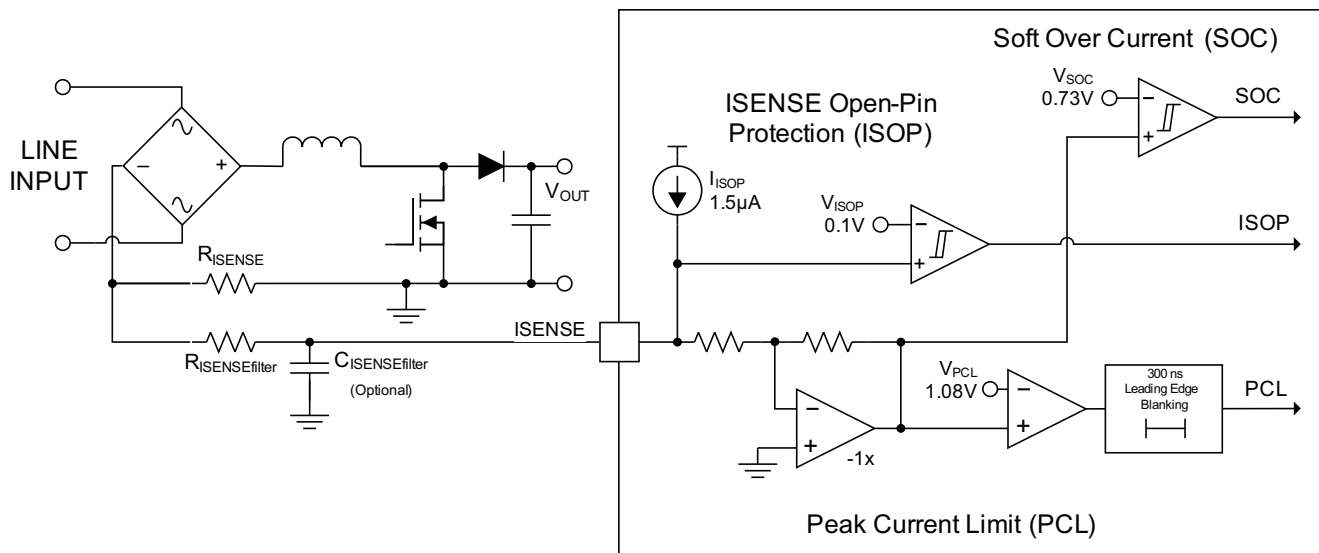 Soft Over Current (SOC)
V_SOC
0.73V
−
+
SOC
ISENSE Open-Pin
Protection (ISOP)
LINE
INPUT
−
+
V_OUT
I_ISOP
1.5µA
V_ISOP
0.1V
−
+
ISOP
R_ISENSE
ISENSE
R_ISENSEfilter
C_ISENSEfilter
(Optional)
−
+
-1x
V_PCL
1.08V
−
+
300 ns
Leading Edge
Blanking
PCL
Peak Current Limit (PCL)